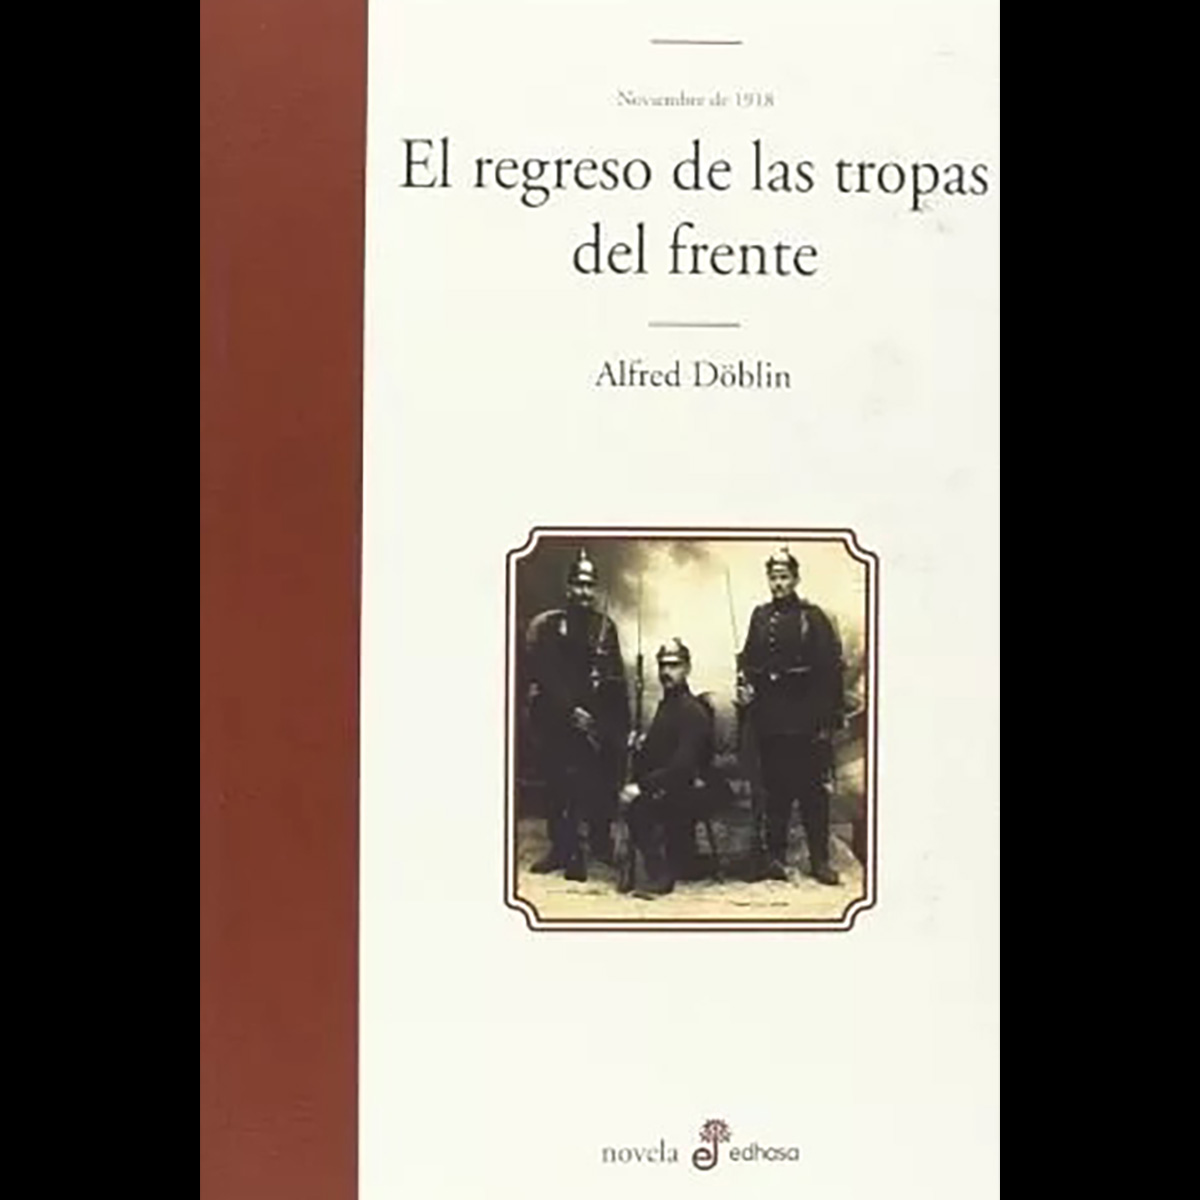 Noviembre de 1918
El regreso de las tropas
del frente
Alfred Döblin
novela edhasa